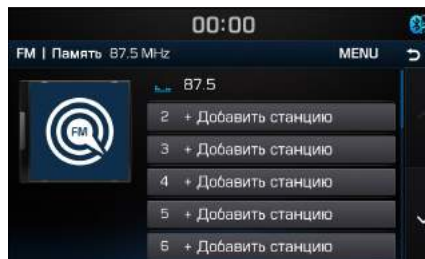 00:00
FM | Память 87.5 MHz MENU
87.5
FM
2 + Добавить станцию
3 + Добавить станцию
4 + Добавить станцию
5 + Добавить станцию
6 + Добавить станцию